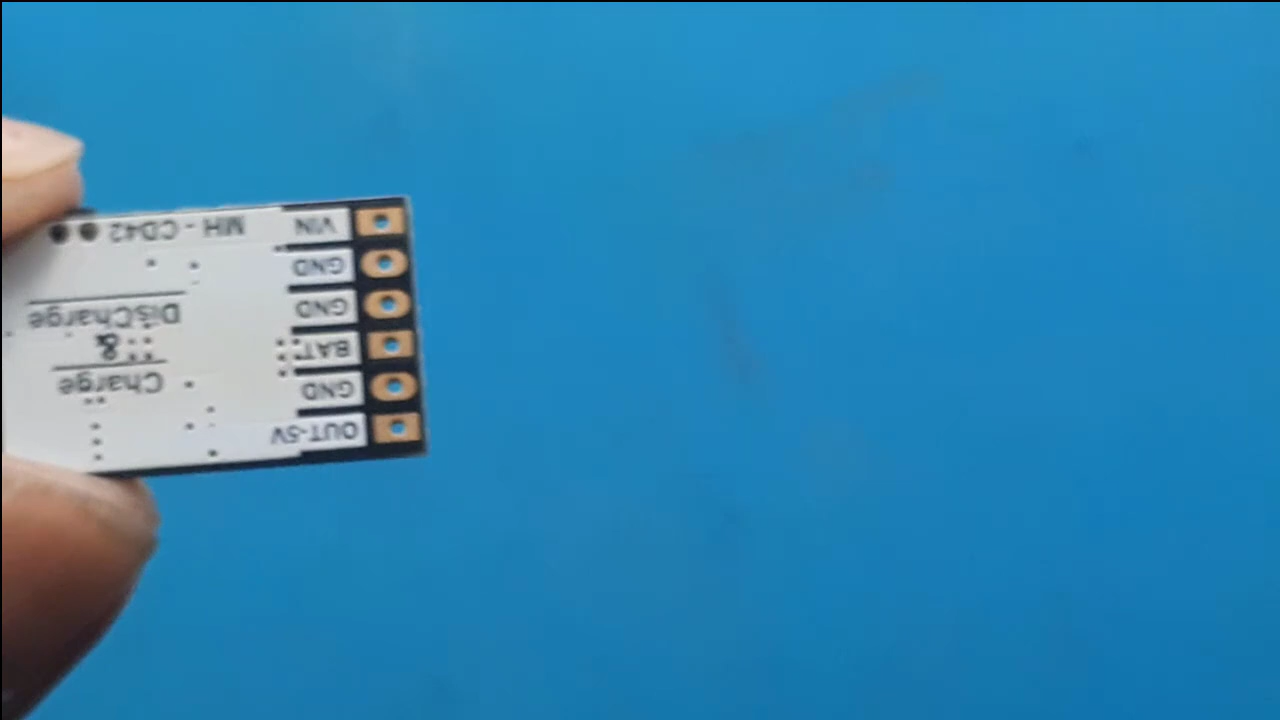 OUT-5V
GND
BAT
GND
GND
VIN
Charge
&
DisCharge
MH - CD42